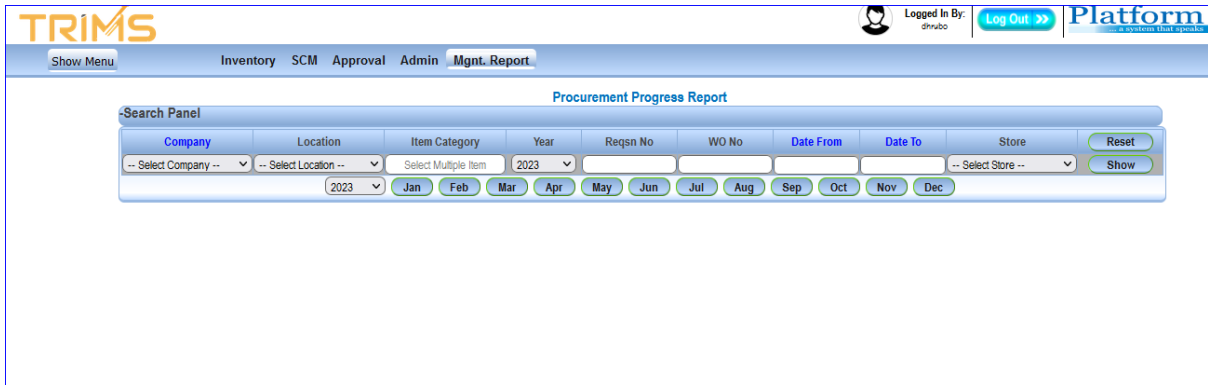 TRIMS
Logged In By:
dhrubo
Log Out >>
Platform
.... a system that speaks
Show Menu Inventory SCM Approval Admin Mgnt. Report
Procurement Progress Report
-Search Panel
Company Location Item Category Year Reqsn No WO No Date From Date To Store Reset
-- Select Company -- -- Select Location -- Select Multiple Item 2023 -- Select Store -- Show
2023 Jan Feb Mar Apr May Jun Jul Aug Sep Oct Nov Dec